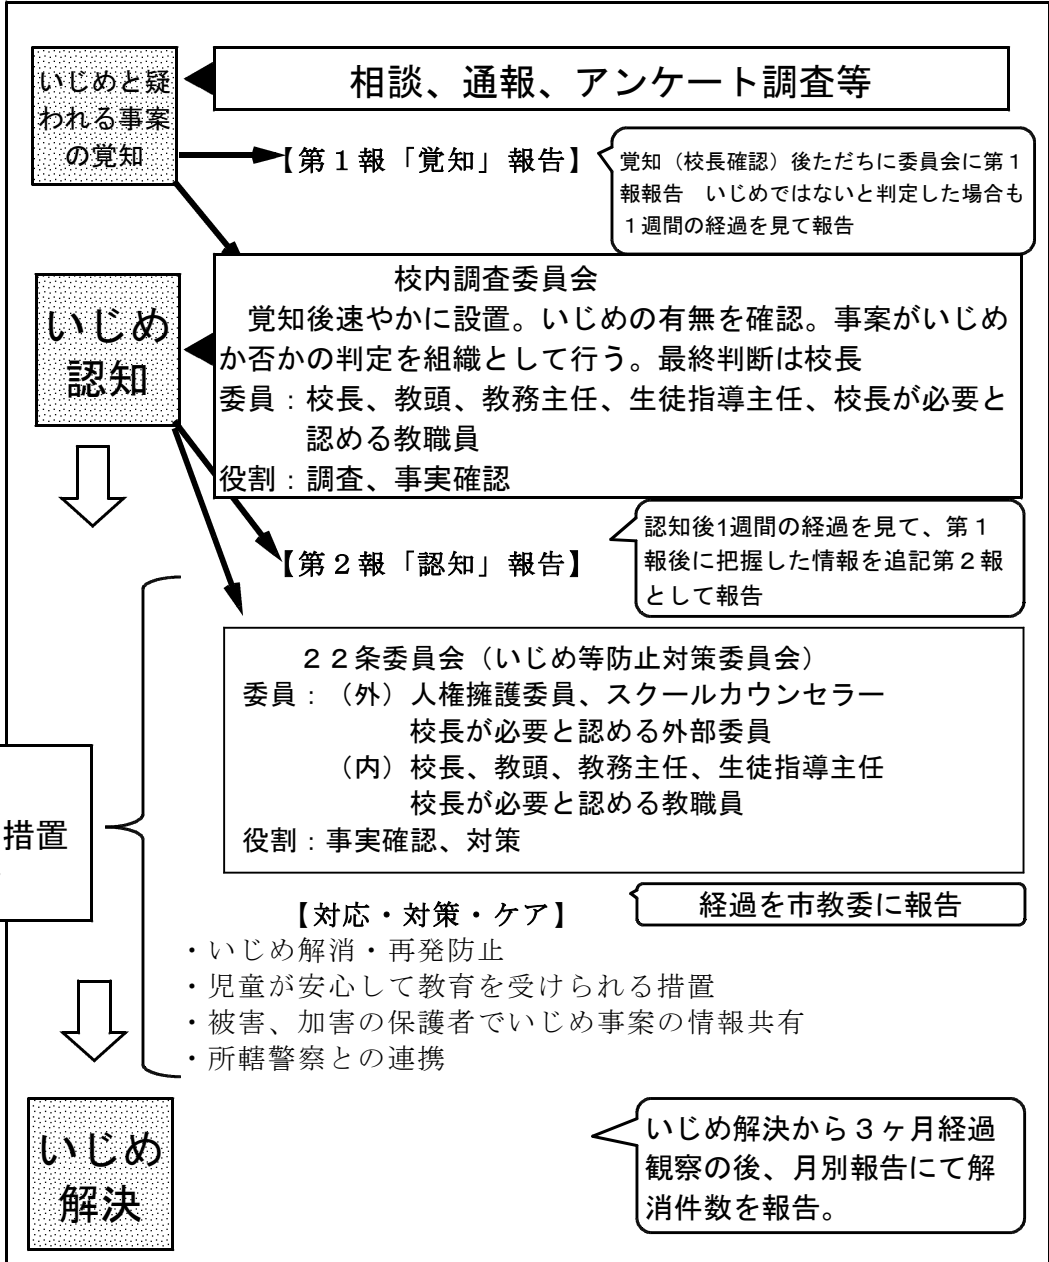 いじめと疑
われる事案
の覚知
相談、通報、アンケート調査等
【第１報「覚知」報告】
覚知（校長確認）後ただちに委員会に第１
報報告　いじめではないと判定した場合も
１週間の経過を見て報告
いじめ
認知
校内調査委員会
覚知後速やかに設置。いじめの有無を確認。事案がいじめ
か否かの判定を組織として行う。最終判断は校長
委員：校長、教頭、教務主任、生徒指導主任、校長が必要と
認める教職員
役割：調査、事実確認
【第２報「認知」報告】
認知後1週間の経過を見て、第１
報後に把握した情報を追記第２報
として報告
２２条委員会（いじめ等防止対策委員会）
委員：（外）人権擁護委員、スクールカウンセラー
校長が必要と認める外部委員
（内）校長、教頭、教務主任、生徒指導主任
校長が必要と認める教職員
役割：事実確認、対策
措置
【対応・対策・ケア】
経過を市教委に報告
・いじめ解消・再発防止
・児童が安心して教育を受けられる措置
・被害、加害の保護者でいじめ事案の情報共有
・所轄警察との連携
いじめ
解決
いじめ解決から３ヶ月経過
観察の後、月別報告にて解
消件数を報告。